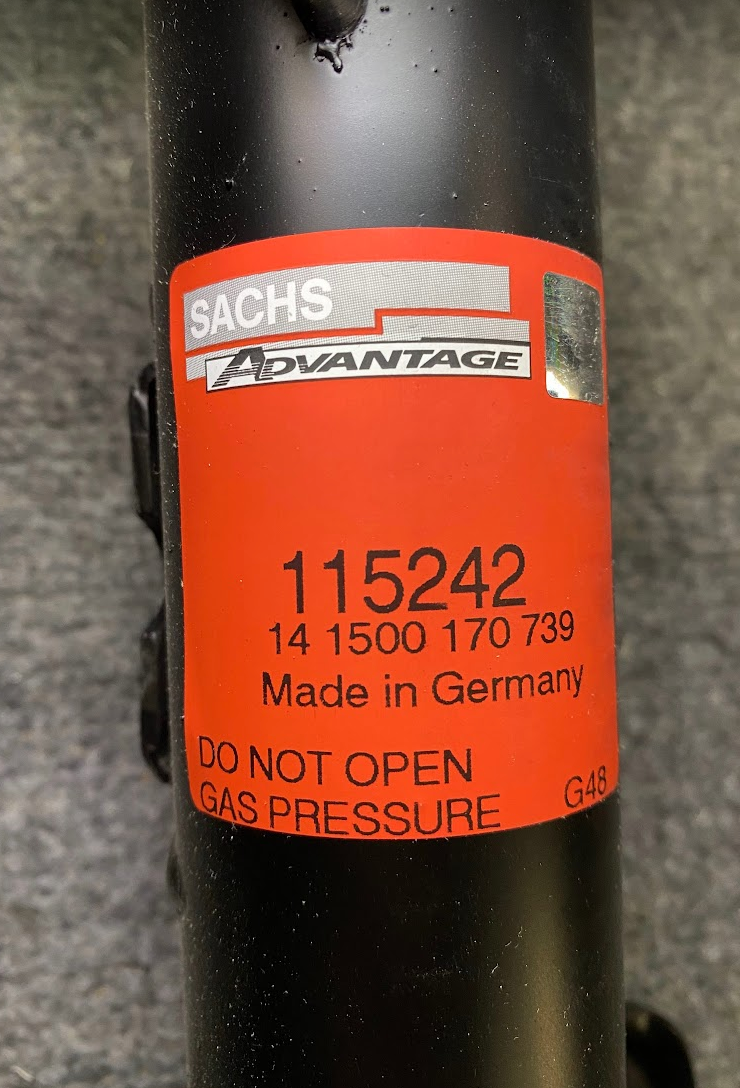 SACHS
ADVANTAGE
115242
14 1500 170 739
Made in Germany
DO NOT OPEN
GAS PRESSURE
G48